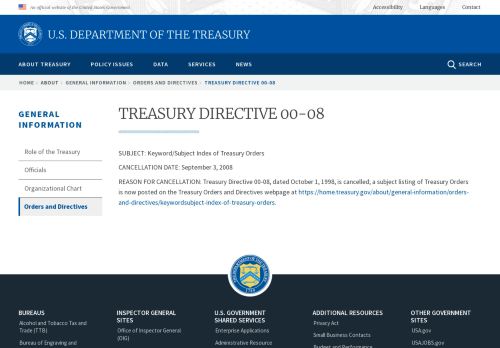 An official website of the United States Government
Accessibility Languages Contact
U.S. DEPARTMENT OF THE TREASURY
ABOUT TREASURY POLICY ISSUES DATA SERVICES NEWS SEARCH
HOME › ABOUT › GENERAL INFORMATION › ORDERS AND DIRECTIVES › TREASURY DIRECTIVE 00-08
GENERAL
INFORMATION
Role of the Treasury
Officials
Organizational Chart
Orders and Directives
TREASURY DIRECTIVE 00-08
SUBJECT: Keyword/Subject Index of Treasury Orders
CANCELLATION DATE: September 3, 2008
REASON FOR CANCELLATION: Treasury Directive 00-08, dated October 1, 1998, is cancelled; a subject listing of Treasury Orders
is now posted on the Treasury Orders and Directives webpage at https://home.treasury.gov/about/general-information/orders-
and-directives/keywordsubject-index-of-treasury-orders.
BUREAUS
Alcohol and Tobacco Tax and
Trade (TTB)
Bureau of Engraving and
INSPECTOR GENERAL
SITES
Office of Inspector General
(OIG)
U.S. GOVERNMENT
SHARED SERVICES
Enterprise Applications
Administrative Resource
ADDITIONAL RESOURCES
Privacy Act
Small Business Contacts
Budget and Performance
OTHER GOVERNMENT
SITES
USA.gov
USAJOBS.gov